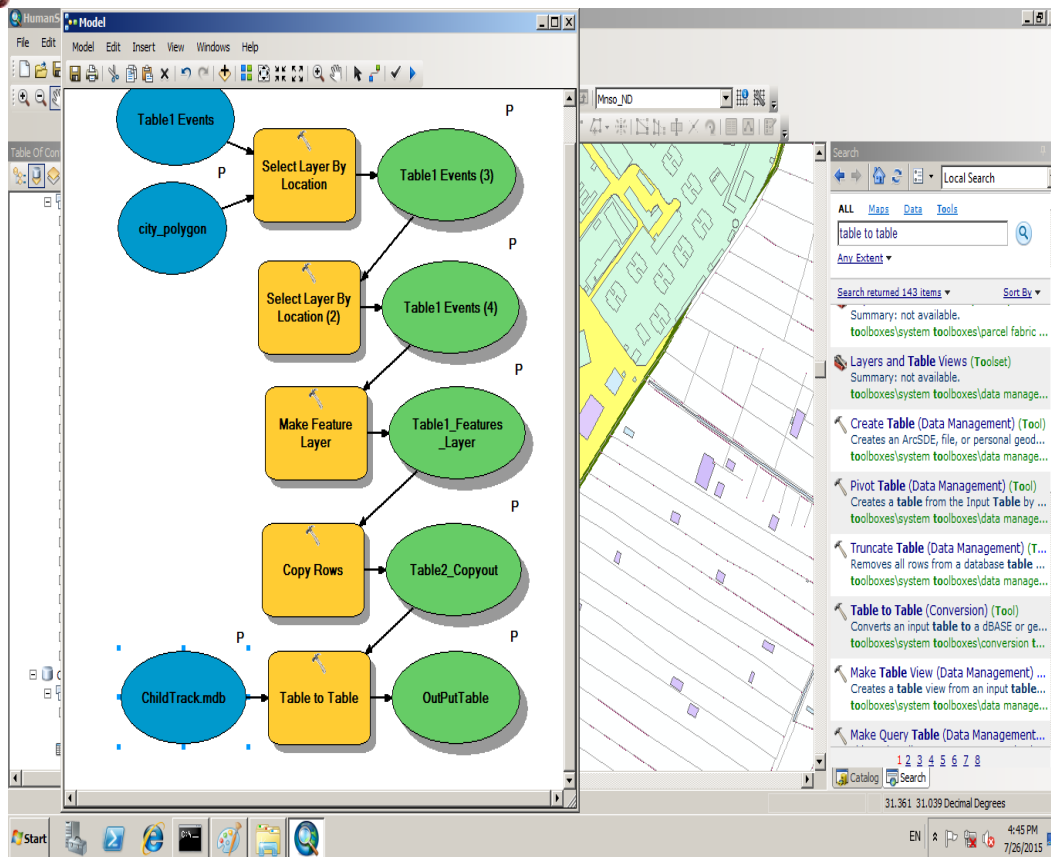 HumanS
Model
File Edit
Model Edit Insert View Windows Help
Mnso_ND
Table Of Con
Table1 Events
P
Select Layer By
Location
Table1 Events (3)
P
city_polygon
P
Select Layer By
Location (2)
Table1 Events (4)
P
Make Feature
Layer
Table1_Features
_Layer
P
Copy Rows
Table2_Copyout
P
P
ChildTrack.mdb
Table to Table
OutPutTable
Search
Local Search
ALL Maps Data Tools
table to table
Any Extent
Search returned 143 items Sort By
Summary: not available.
toolboxes\system toolboxes\parcel fabric ...
Layers and Table Views (Toolset)
Summary: not available.
toolboxes\system toolboxes\data manage...
Create Table (Data Management) (Tool)
Creates an ArcSDE, file, or personal geod...
toolboxes\system toolboxes\data manage...
Pivot Table (Data Management) (Tool)
Creates a table from the Input Table by ...
toolboxes\system toolboxes\data manage...
Truncate Table (Data Management) (T...
Removes all rows from a database table ...
toolboxes\system toolboxes\data manage...
Table to Table (Conversion) (Tool)
Converts an input table to a dBASE or ge...
toolboxes\system toolboxes\conversion t...
Make Table View (Data Management) ...
Creates a table view from an input table...
toolboxes\system toolboxes\data manage...
Make Query Table (Data Management...
1 2 3 4 5 6 7 8
Catalog Search
31.361 31.039 Decimal Degrees
Start
EN
4:45 PM
7/26/2015